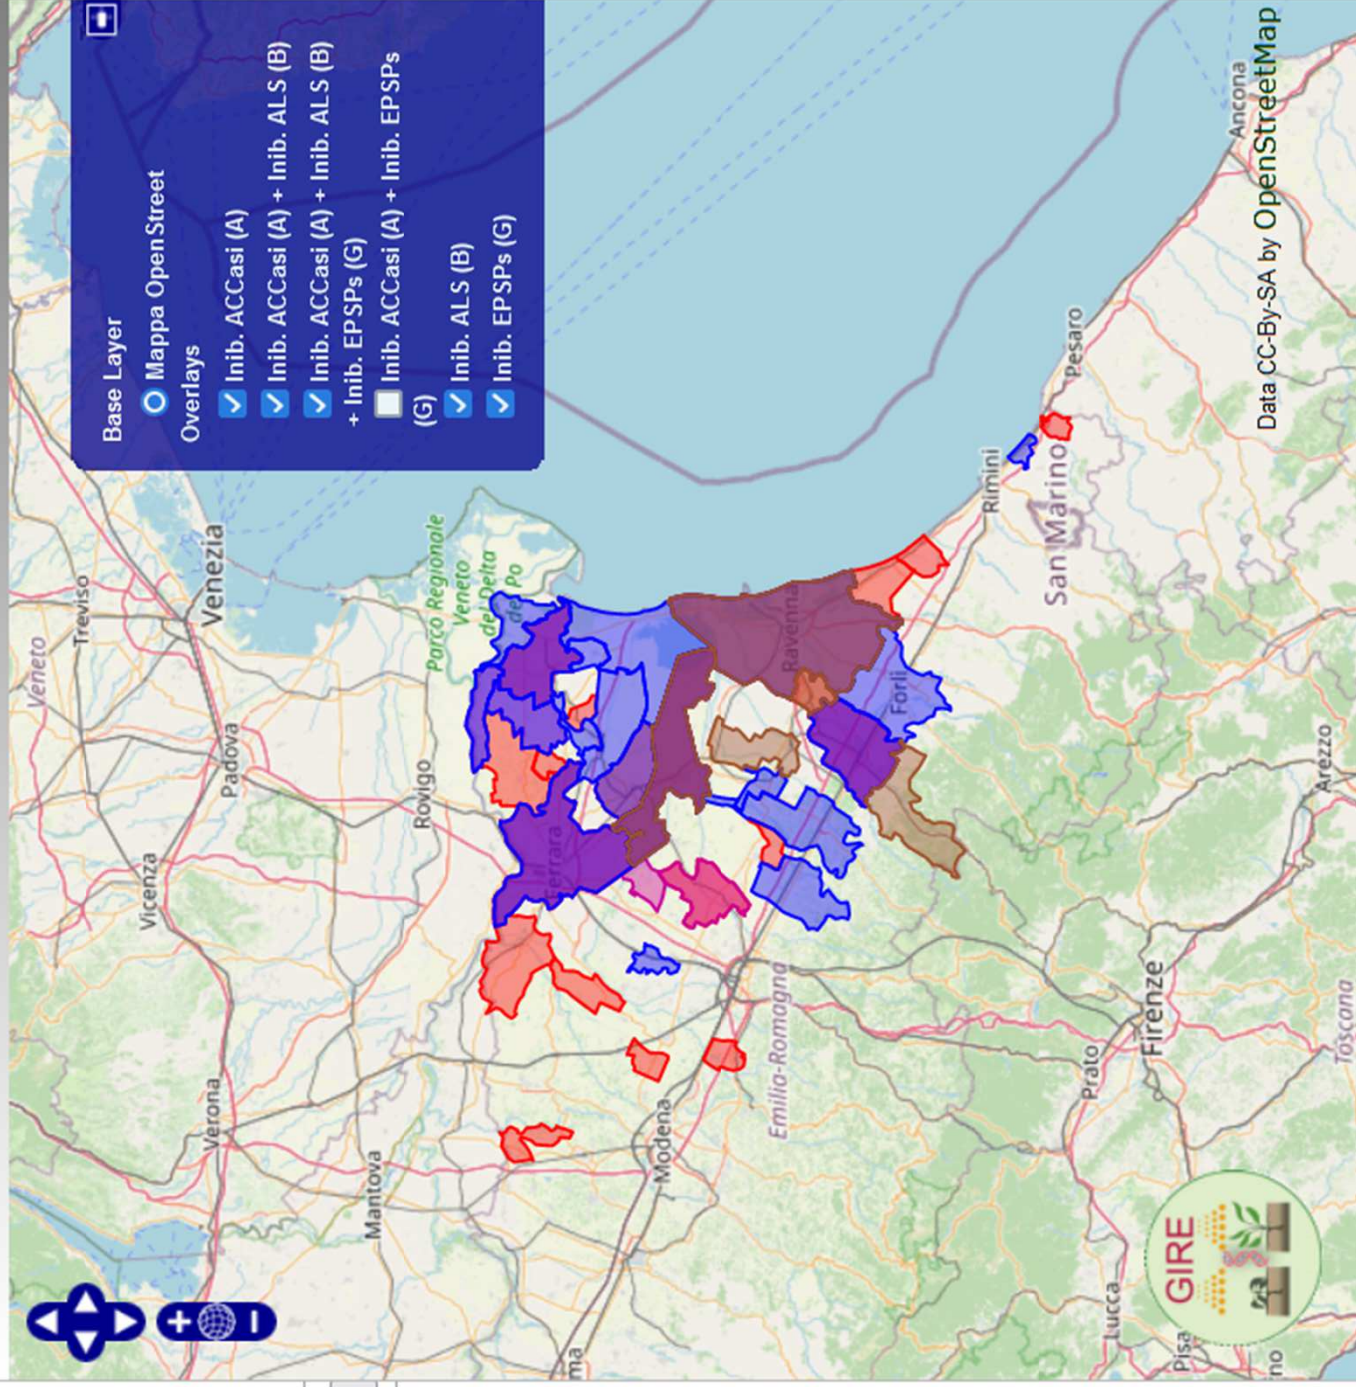 Base Layer
Mappa OpenStreet
Overlays
Inib. ACCasi (A)
Inib. ACCasi (A) + Inib. ALS (B)
Inib. ACCasi (A) + Inib. ALS (B)
+ Inib. EPSPs (G)
Inib. ACCasi (A) + Inib. EPSPs
(G)
Inib. ALS (B)
Inib. EPSPs (G)
Veneto
Treviso
Venezia
Vicenza
Padova
Verona
Rovigo
Mantova
Parco Regionale
Veneto
del Delta
del Po
Ferrara
Modena
Ravenna
Emilia-Romagna
Forlì
Rimini
San Marino
Pesaro
Ancona
Prato
Firenze
Arezzo
Lucca
Pisa
Toscana
ma
no
GIRE
Data CC-By-SA by OpenStreetMap